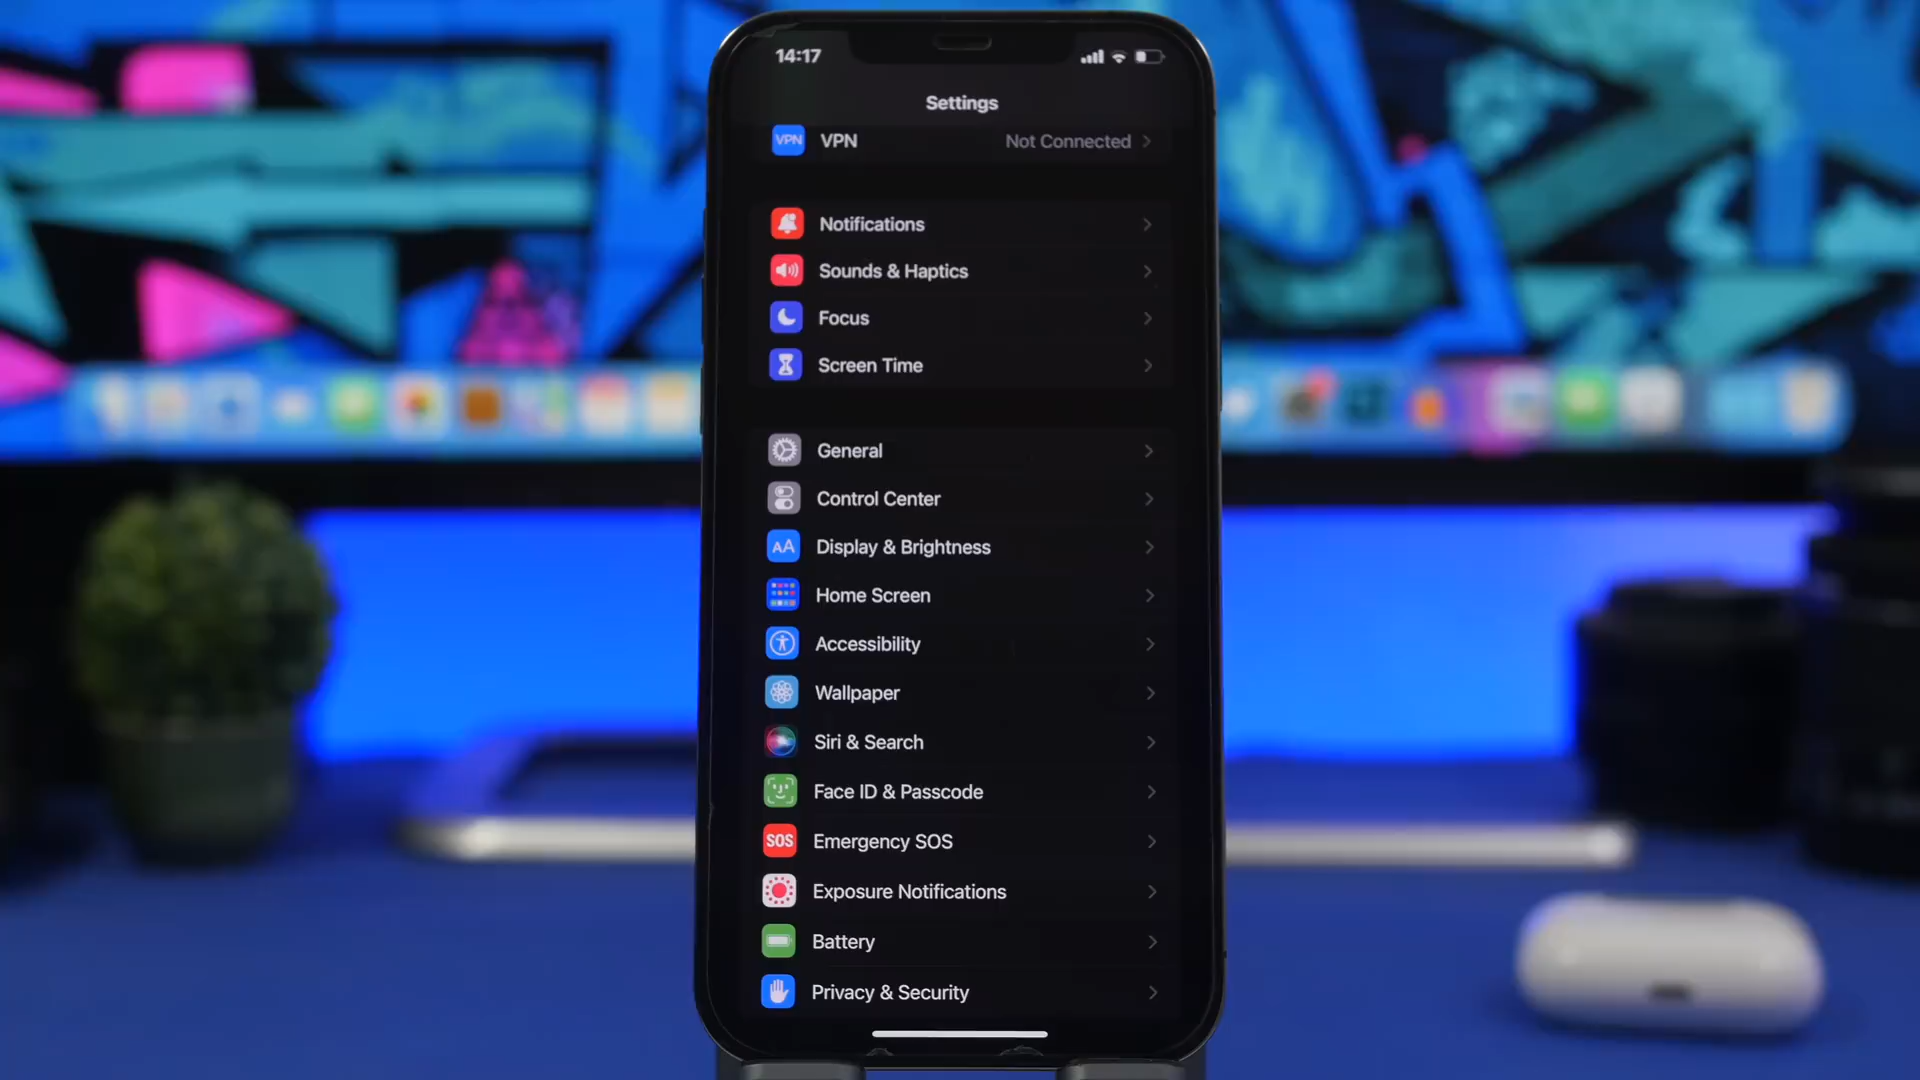 14:17
Settings
VPN VPN Not Connected
Notifications
Sounds & Haptics
Focus
Screen Time
General
Control Center
AA Display & Brightness
Home Screen
Accessibility
Wallpaper
Siri & Search
Face ID & Passcode
SOS Emergency SOS
Exposure Notifications
Battery
Privacy & Security